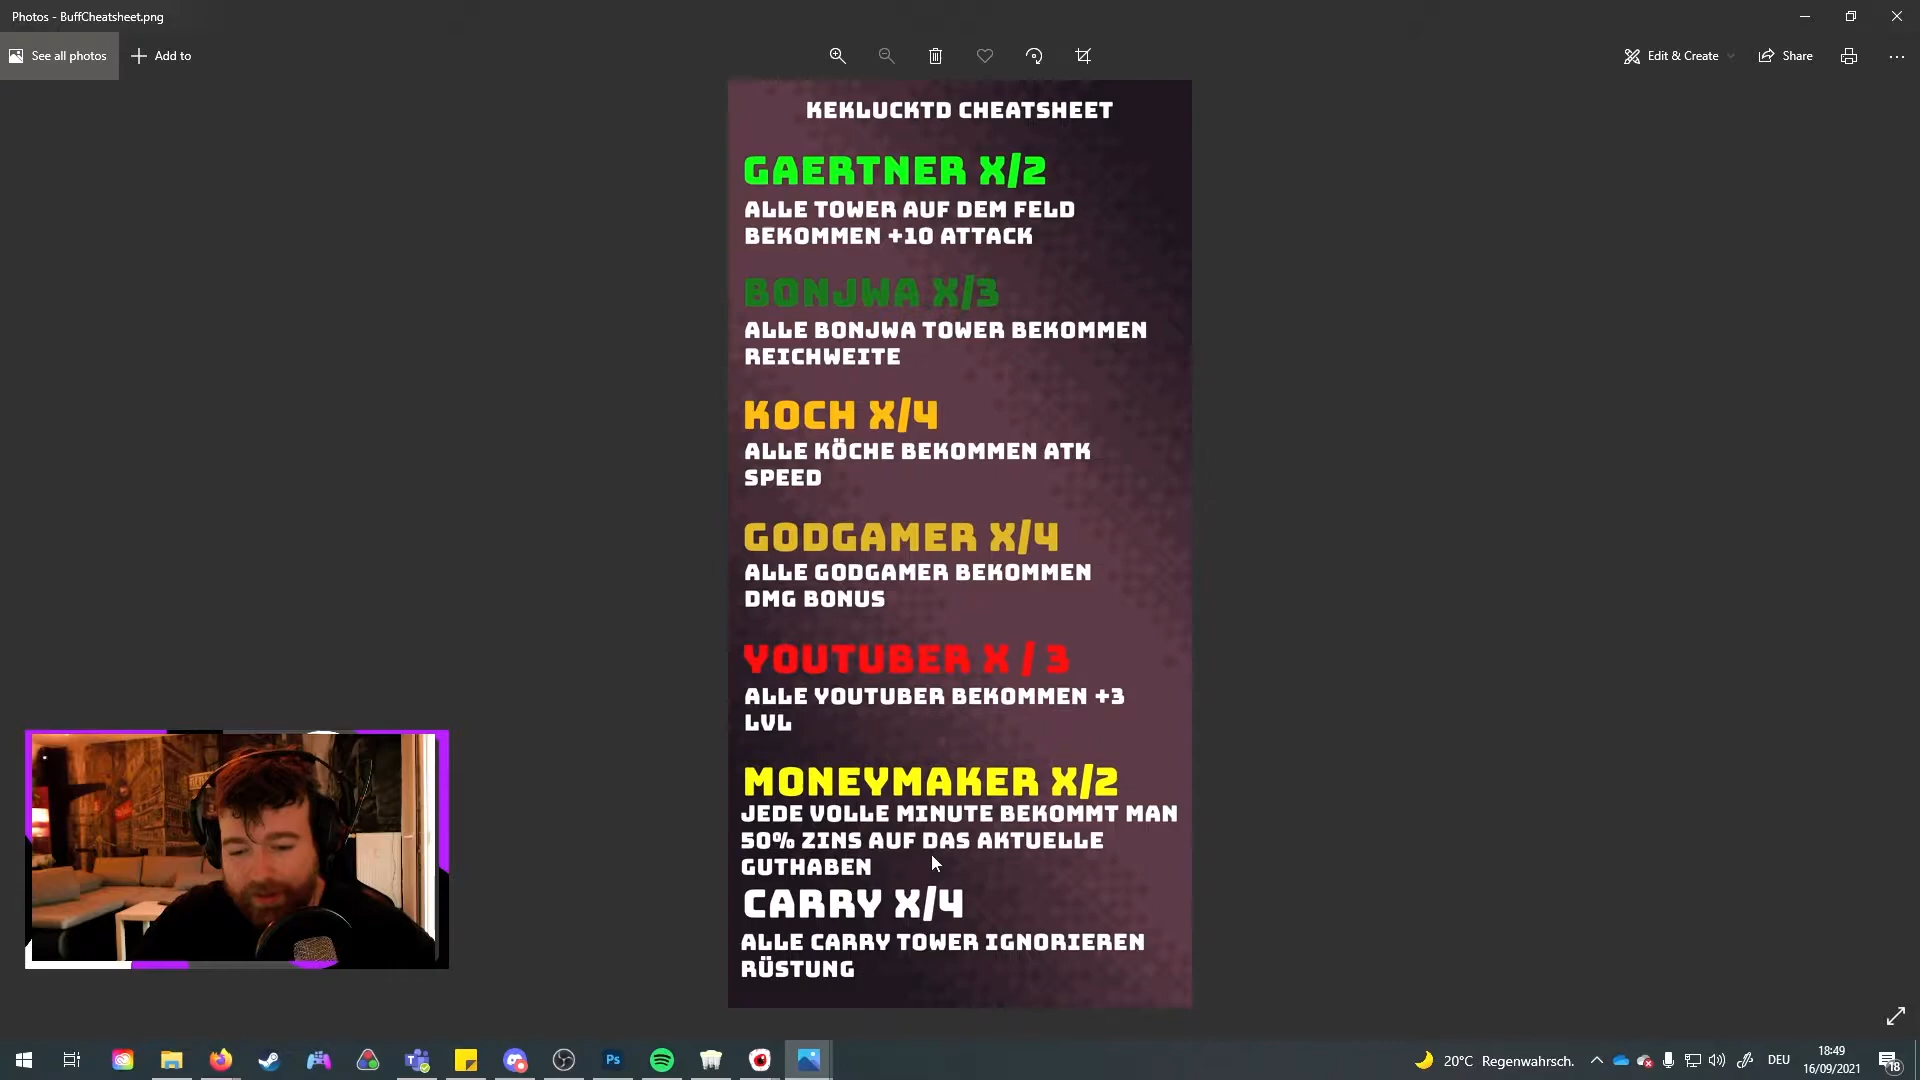 Photos - BuffCheatsheet.png
See all photos
Add to
Edit & Create
Share
KEKLUCKTD CHEATSHEET
GAERTNER X/2
ALLE TOWER AUF DEM FELD
BEKOMMEN +10 ATTACK
BONJWA X/3
ALLE BONJWA TOWER BEKOMMEN
REICHWEITE
KOCH X/4
ALLE KÖCHE BEKOMMEN ATK
SPEED
GODGAMER X/4
ALLE GODGAMER BEKOMMEN
DMG BONUS
YOUTUBER X / 3
ALLE YOUTUBER BEKOMMEN +3
LVL
MONEYMAKER X/2
JEDE VOLLE MINUTE BEKOMMT MAN
50% ZINS AUF DAS AKTUELLE
GUTHABEN
CARRY X/4
ALLE CARRY TOWER IGNORIEREN
RÜSTUNG
Ps
20°C Regenwahrsch.
DEU
18:49
16/09/2021
18